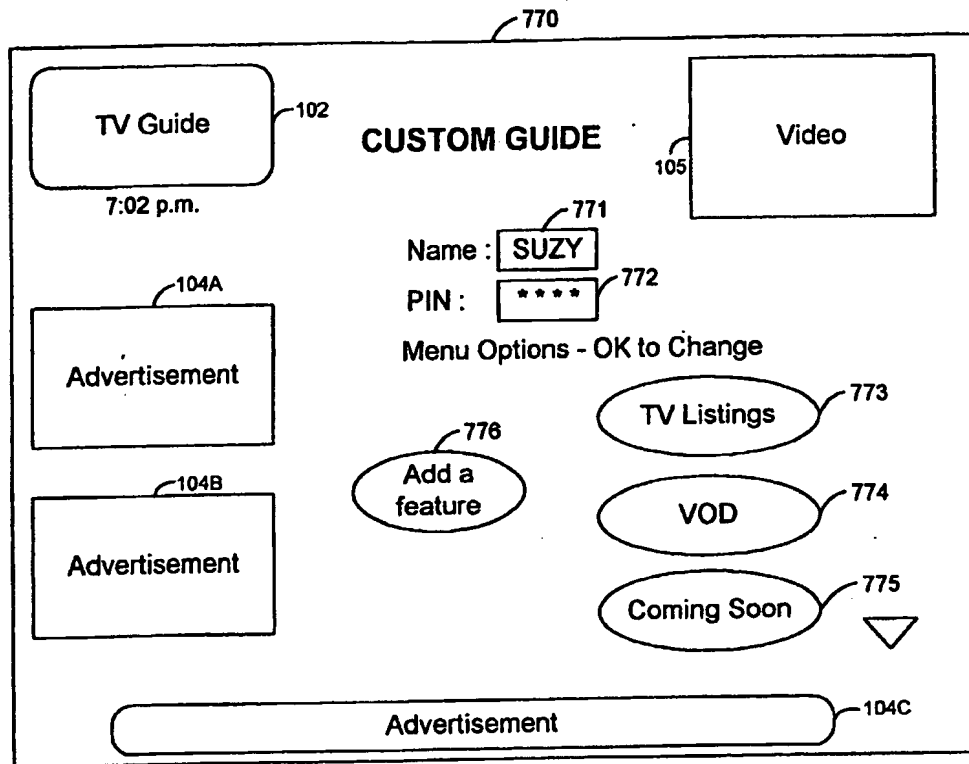 770
TV Guide
102
CUSTOM GUIDE
Video
105
7:02 p.m.
771
Name : SUZY
772
PIN : * * * *
Menu Options - OK to Change
104A
Advertisement
TV Listings
773
776
Add a
feature
104B
Advertisement
VOD
774
Coming Soon
775
Advertisement
104C